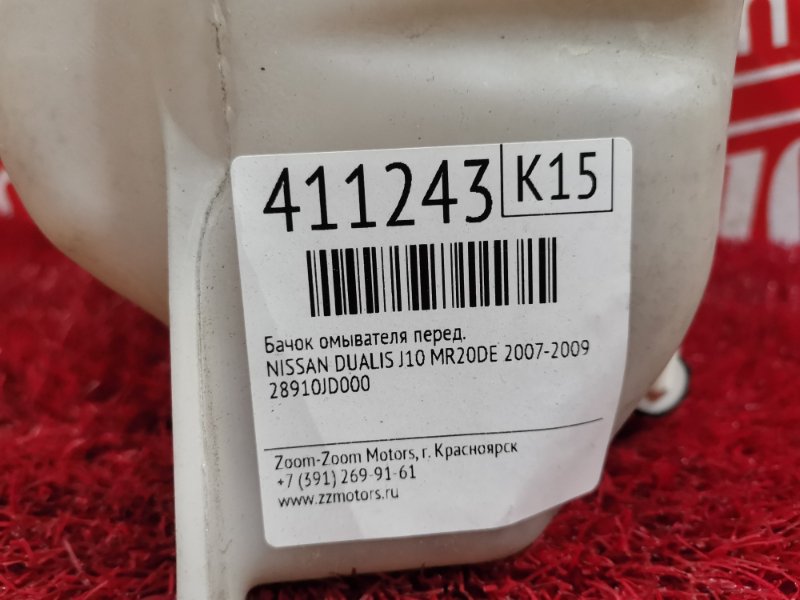 411243 K15
Бачок омывателя перед.
NISSAN DUALIS J10 MR20DE 2007-2009
28910JD000
Zoom-Zoom Motors, г. Красноярск
+7 (391) 269-91-61
www.zzmotors.ru